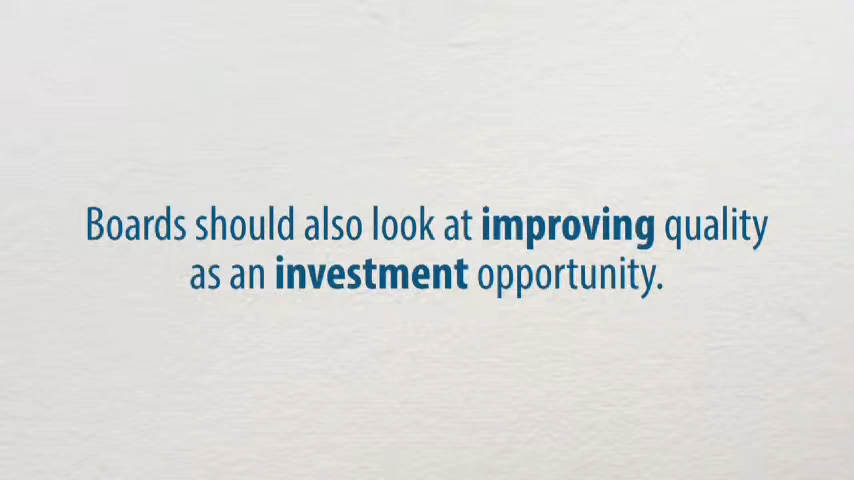 Boards should also look at improving quality
as an investment opportunity.